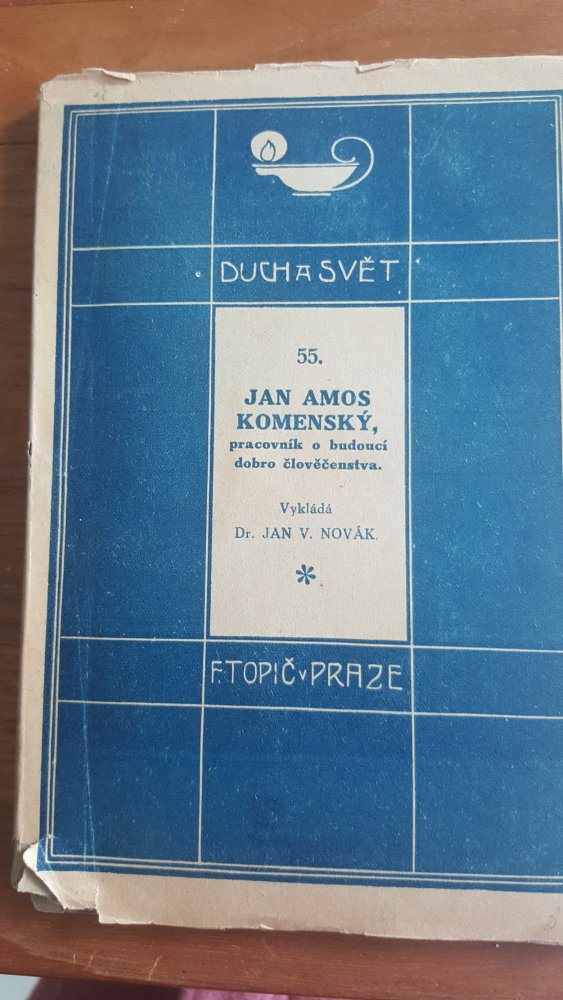 DUCH A SVĚT
55.
JAN AMOS
KOMENSKÝ,
pracovník o budoucí
dobro člověčenstva.
Vykládá
Dr. JAN V. NOVÁK.
*
F. TOPIČ v PRAZE